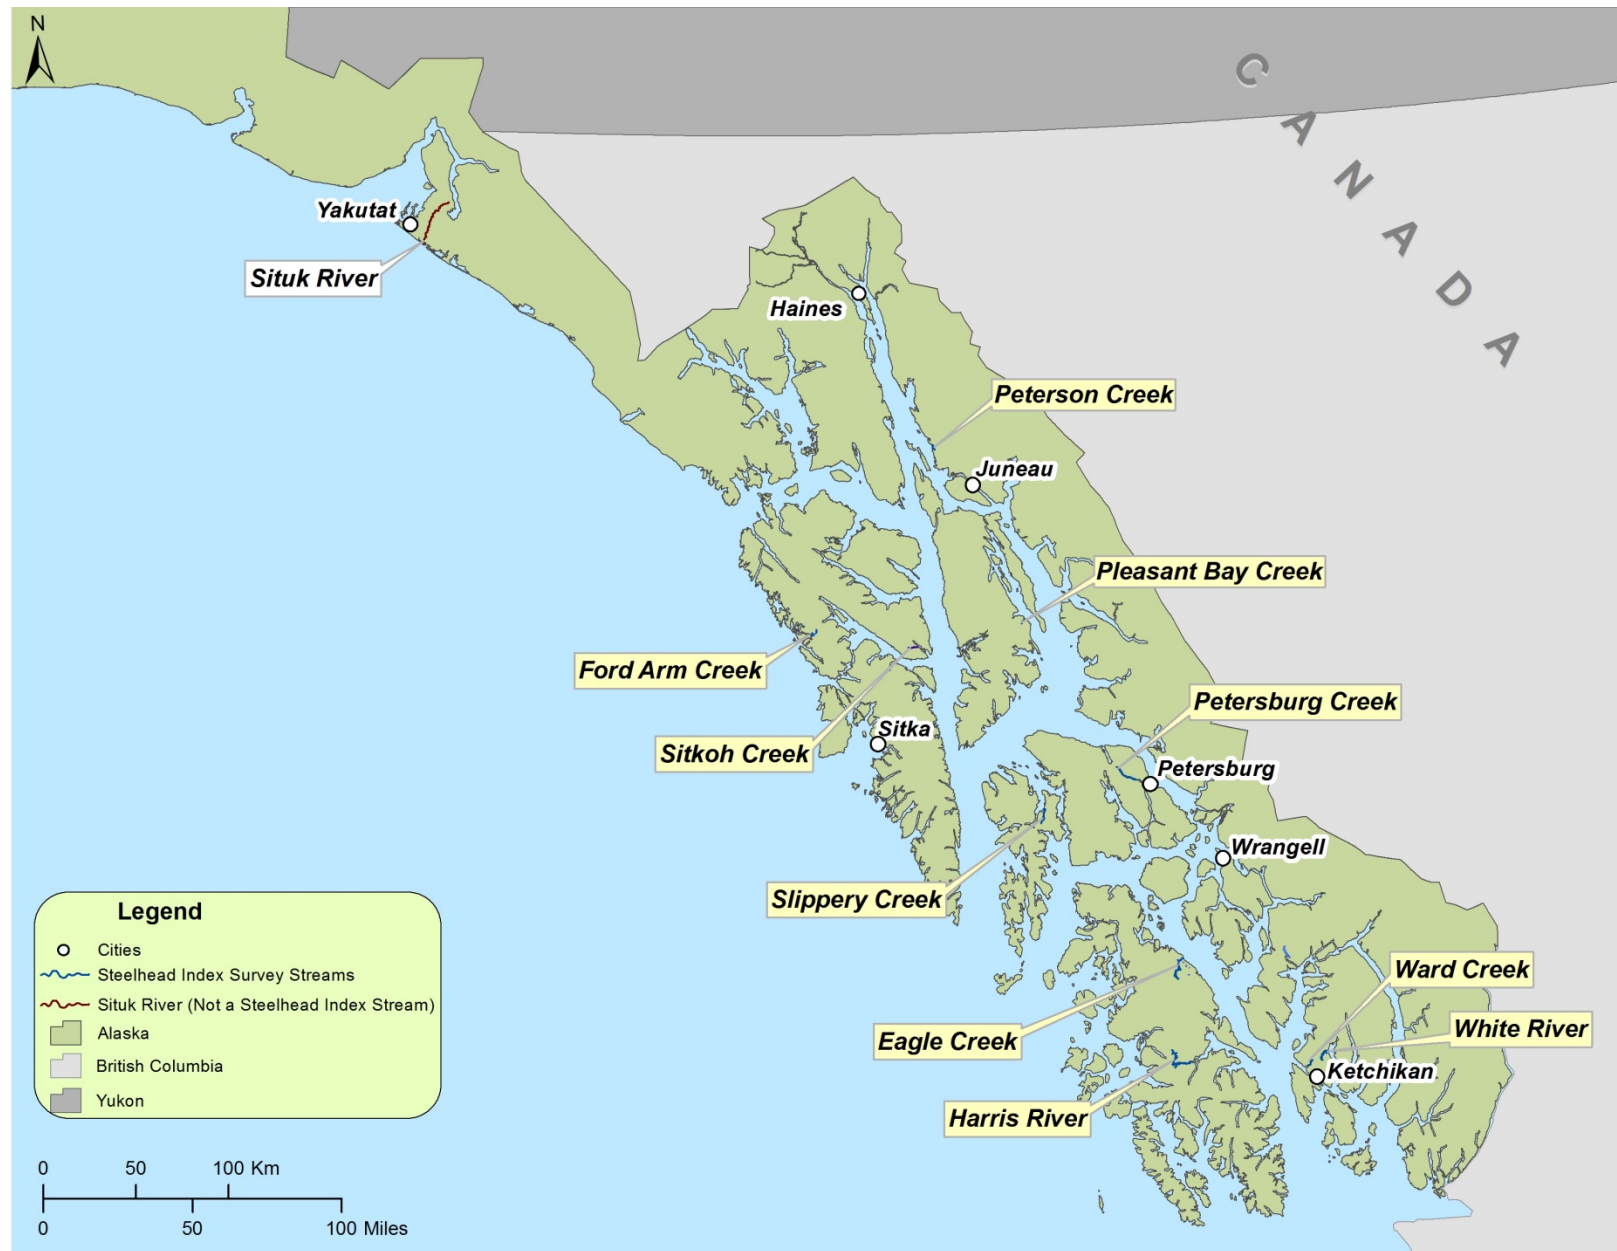 N
CANADA
Yakutat
Situk River
Haines
Peterson Creek
Juneau
Pleasant Bay Creek
Ford Arm Creek
Petersburg Creek
Sitka
Sitkoh Creek
Petersburg
Wrangell
Slippery Creek
Ward Creek
White River
Eagle Creek
Ketchikan
Harris River
Legend
Cities
Steelhead Index Survey Streams
Situk River (Not a Steelhead Index Stream)
Alaska
British Columbia
Yukon
0 50 100 Km
0 50 100 Miles